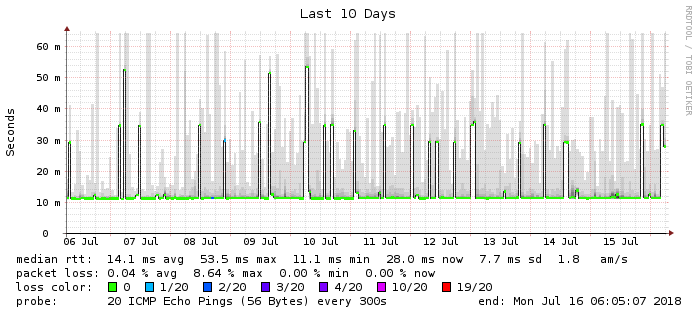 Last 10 Days
RRDTOOL / TOBI OETIKER
Seconds
60 m
50 m
40 m
30 m
20 m
10 m
0
06 Jul 07 Jul 08 Jul 09 Jul 10 Jul 11 Jul 12 Jul 13 Jul 14 Jul 15 Jul
median rtt: 14.1 ms avg 53.5 ms max 11.1 ms min 28.0 ms now 7.7 ms sd 1.8 am/s
packet loss: 0.04 % avg 8.64 % max 0.00 % min 0.00 % now
loss color: 0 1/20 2/20 3/20 4/20 10/20 19/20
probe: 20 ICMP Echo Pings (56 Bytes) every 300s end: Mon Jul 16 06:05:07 2018